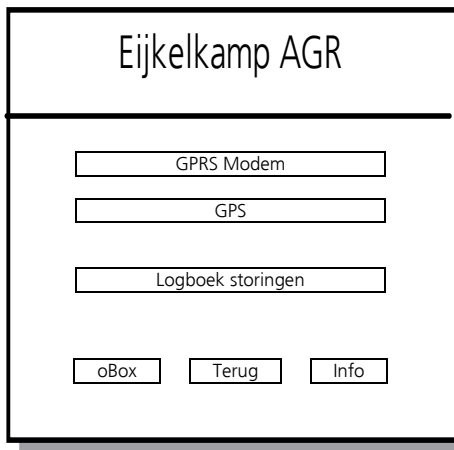 Eijkelkamp AGR
GPRS Modem
GPS
Logboek storingen
oBox Terug Info